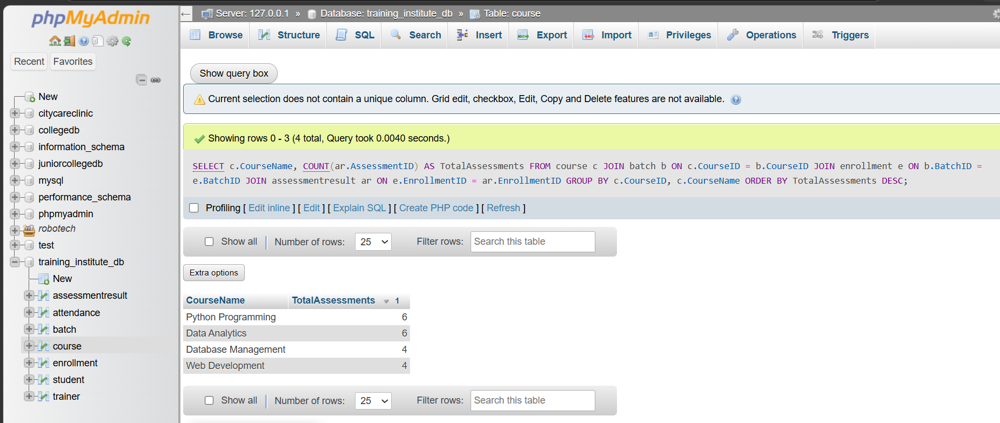 phpMyAdmin
Recent Favorites
New
citycareclinic
collegedb
information_schema
juniorcollegedb
mysql
performance_schema
phpmyadmin
robotech
test
training_institute_db
New
assessmentresult
attendance
batch
course
enrollment
student
trainer
Server: 127.0.0.1 » Database: training_institute_db » Table: course
Browse Structure SQL Search Insert Export Import Privileges Operations Triggers
Show query box
Current selection does not contain a unique column. Grid edit, checkbox, Edit, Copy and Delete features are not available.
Showing rows 0 - 3 (4 total, Query took 0.0040 seconds.)
SELECT c.CourseName, COUNT(ar.AssessmentID) AS TotalAssessments FROM course c JOIN batch b ON c.CourseID = b.CourseID JOIN enrollment e ON b.BatchID =
e.BatchID JOIN assessmentresult ar ON e.EnrollmentID = ar.EnrollmentID GROUP BY c.CourseID, c.CourseName ORDER BY TotalAssessments DESC;
Profiling [ Edit inline ] [ Edit ] [ Explain SQL ] [ Create PHP code ] [ Refresh ]
Show all | Number of rows: 25 Filter rows: Search this table
Extra options
CourseName TotalAssessments 1
Python Programming 6
Data Analytics 6
Database Management 4
Web Development 4
Show all | Number of rows: 25 Filter rows: Search this table